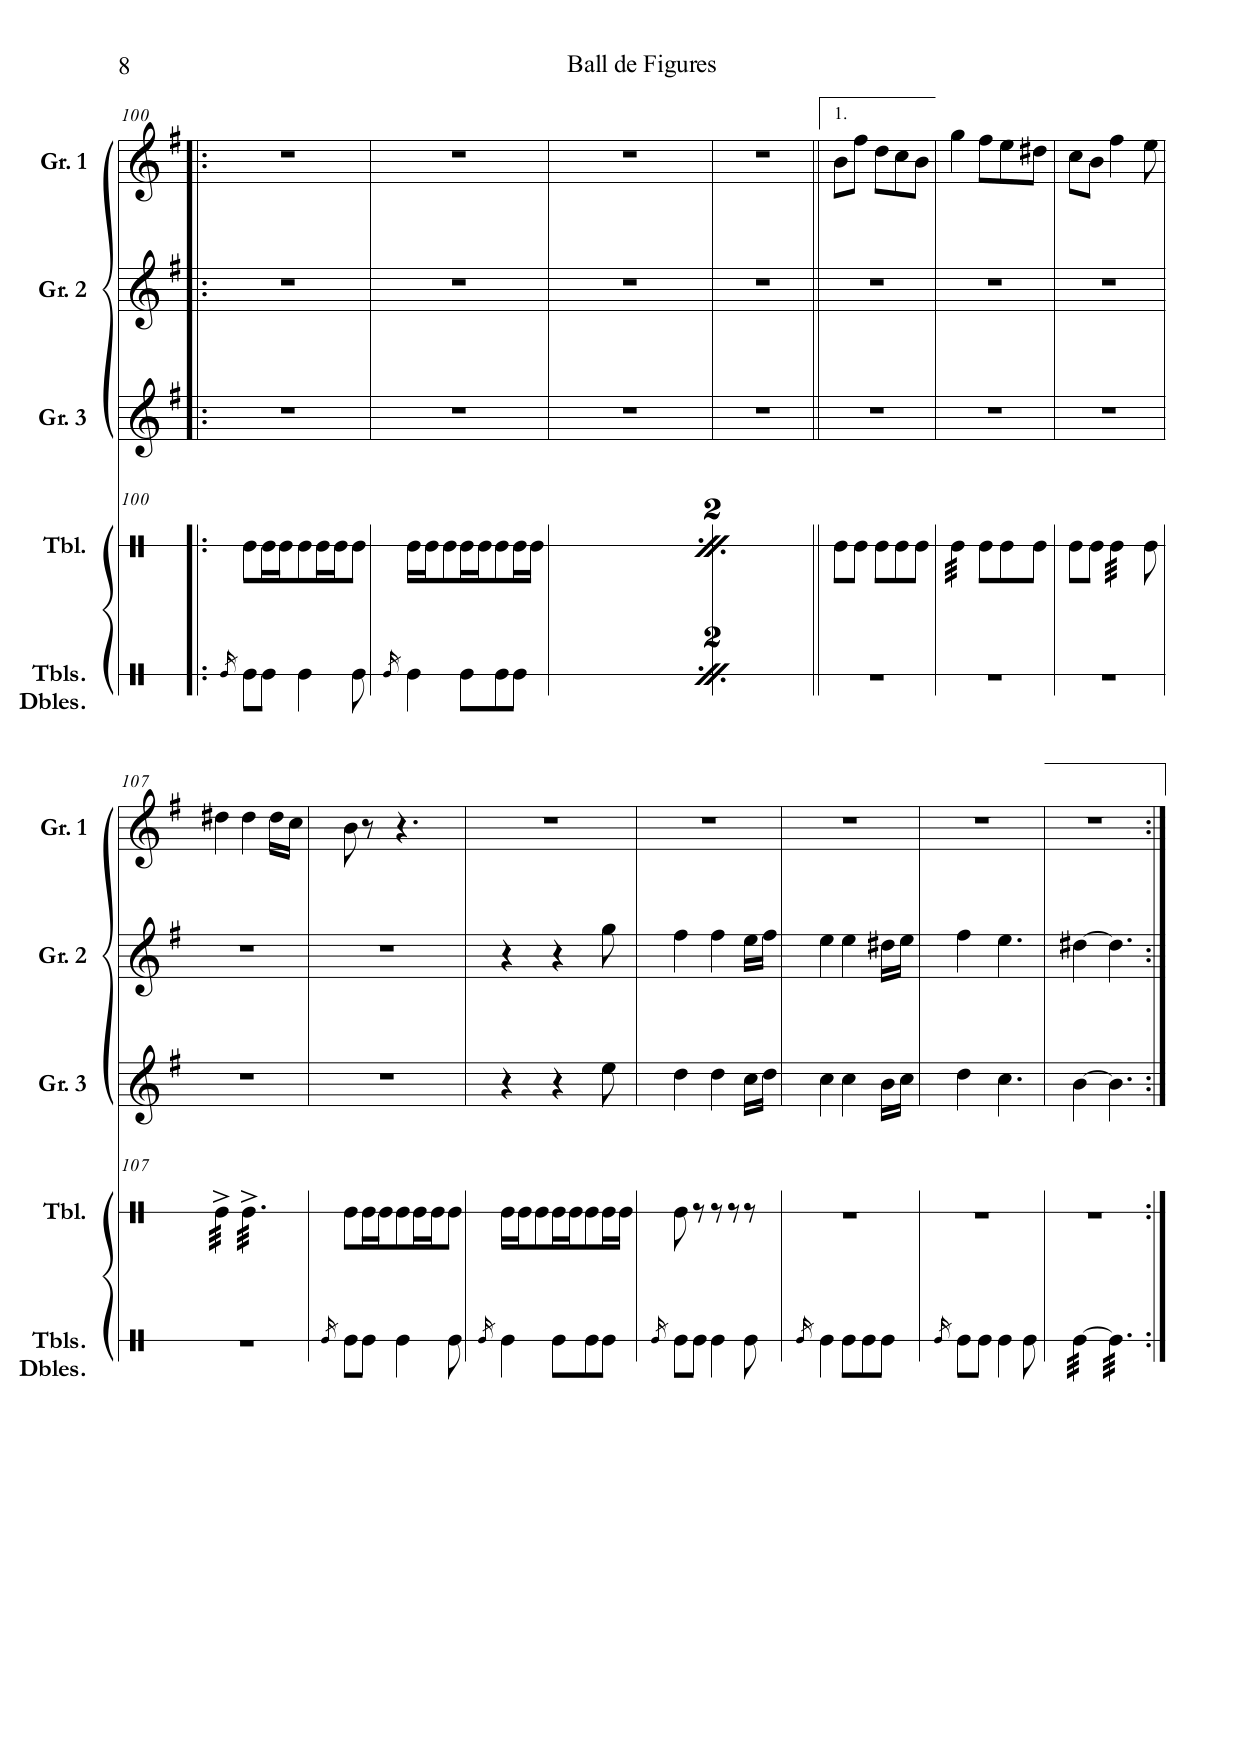 8 Ball de Figures
100
1.
Gr. 1
Gr. 2
Gr. 3
100
2
Tbl.
2
Tbls.
Dbles.
107
Gr. 1
Gr. 2
Gr. 3
107
Tbl.
Tbls.
Dbles.